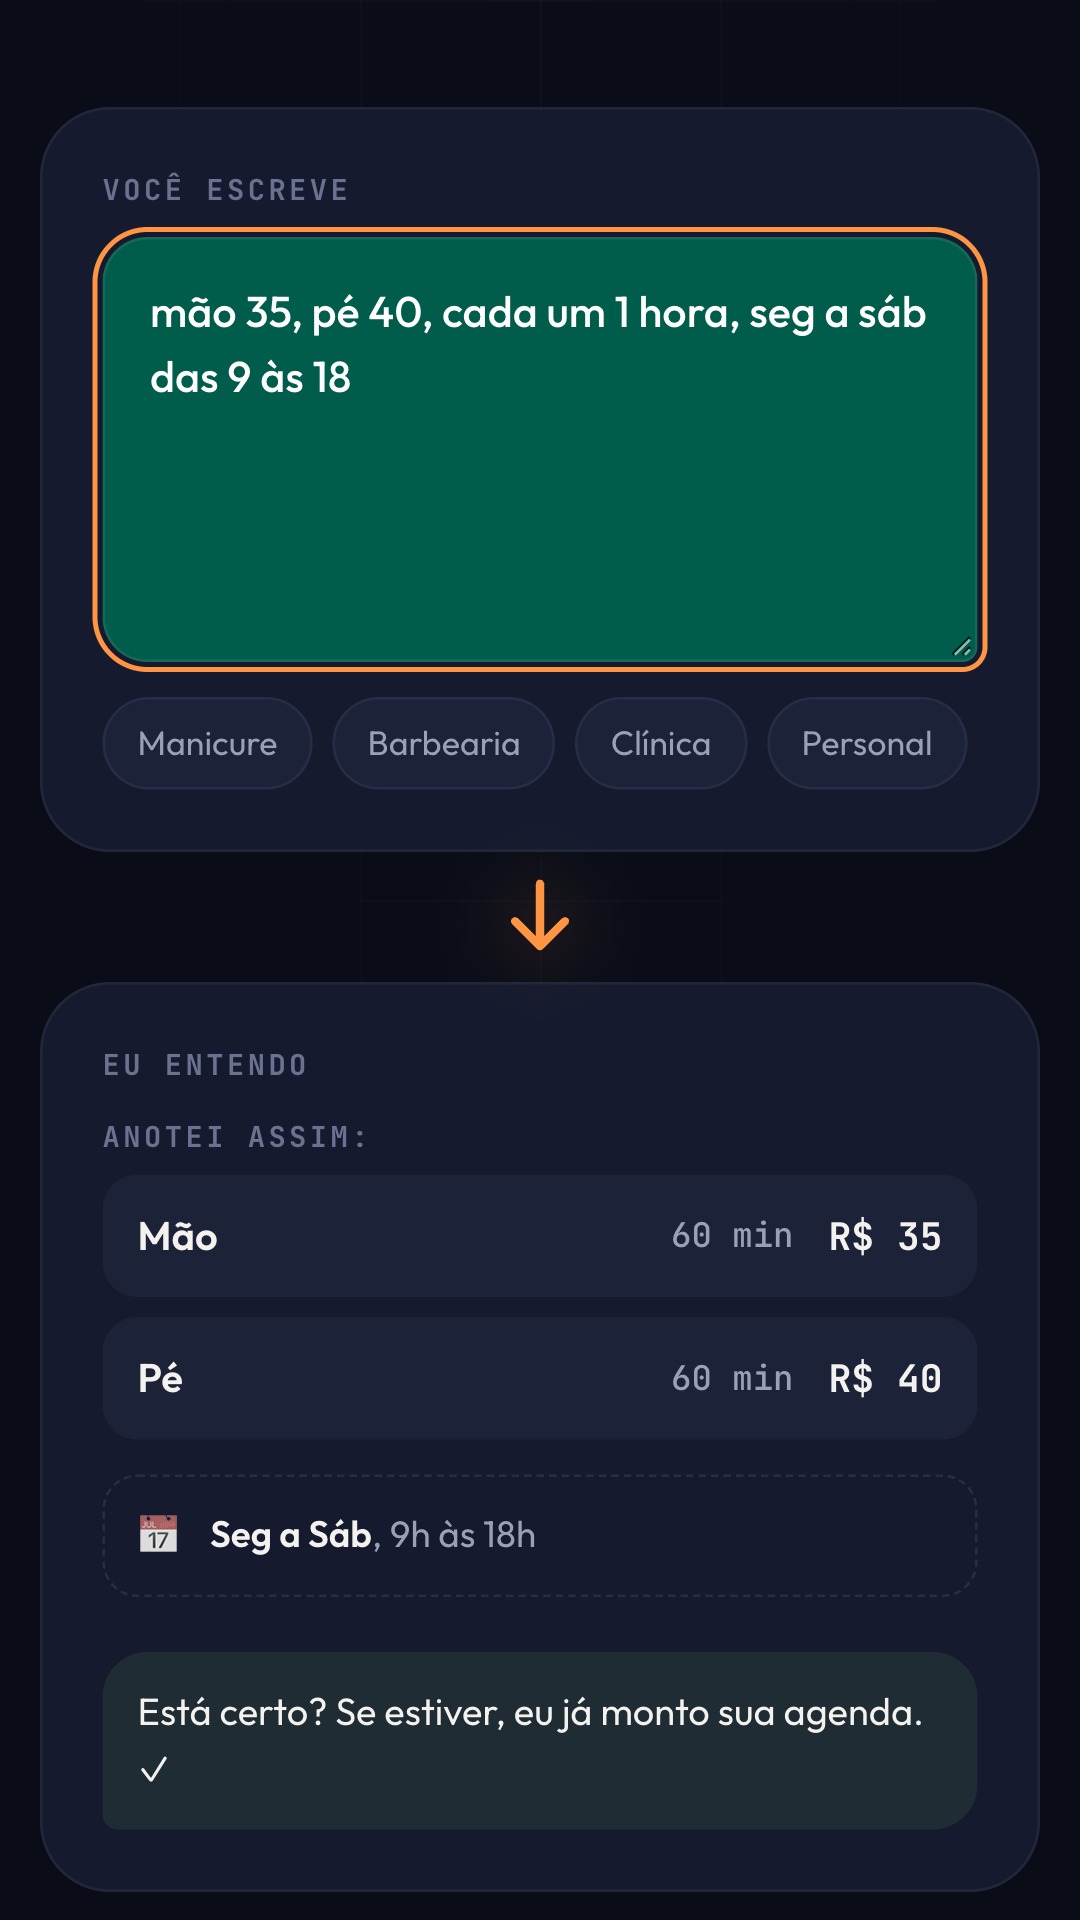 VOCÊ ESCREVE
mão 35, pé 40, cada um 1 hora, seg a sáb
das 9 às 18
Manicure Barbearia Clínica Personal
EU ENTENDO
ANOTEI ASSIM:
Mão 60 min R$ 35
Pé 60 min R$ 40
JUL 17 Seg a Sáb, 9h às 18h
Está certo? Se estiver, eu já monto sua agenda.
✓